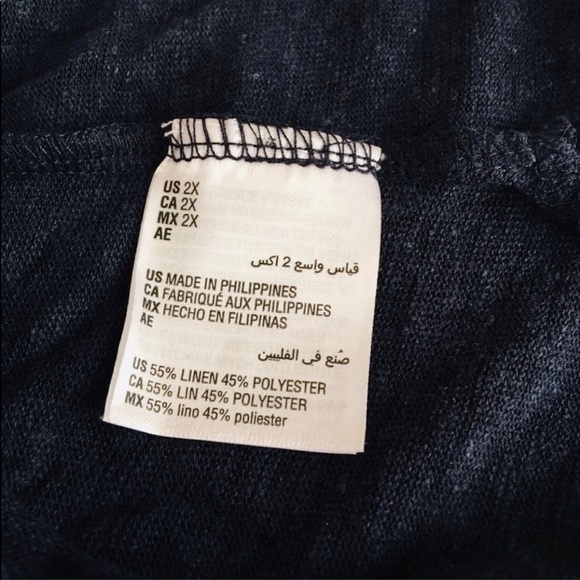 US 2X
CA 2X
MX 2X
AE
قياس واسع 2 اكس
US MADE IN PHILIPPINES
CA FABRIQUÉ AUX PHILIPPINES
MX HECHO EN FILIPINAS
AE
صُنع في الفليبين
US 55% LINEN 45% POLYESTER
CA 55% LIN 45% POLYESTER
MX 55% lino 45% poliester